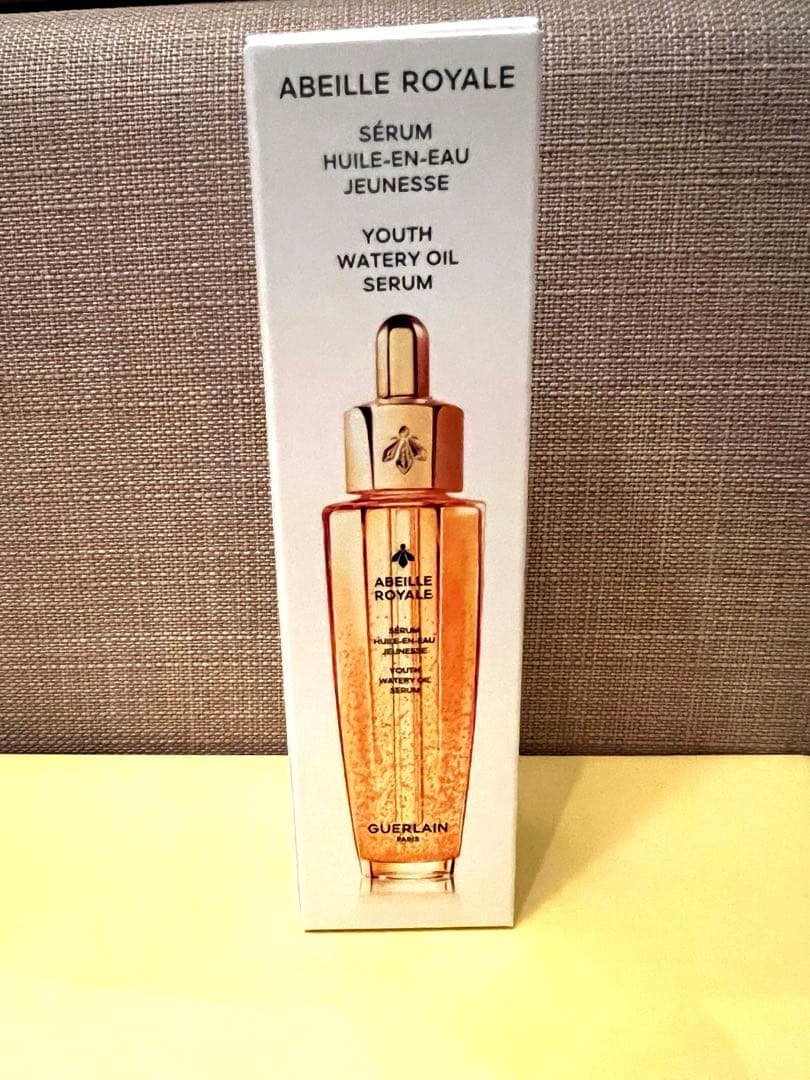 ABEILLE ROYALE
SÉRUM
HUILE-EN-EAU
JEUNESSE
YOUTH
WATERY OIL
SERUM
ABEILLE
ROYALE
SÉRUM
HUILE-EN-EAU
JEUNESSE
YOUTH
WATERY OIL
SERUM
GUERLAIN
PARIS